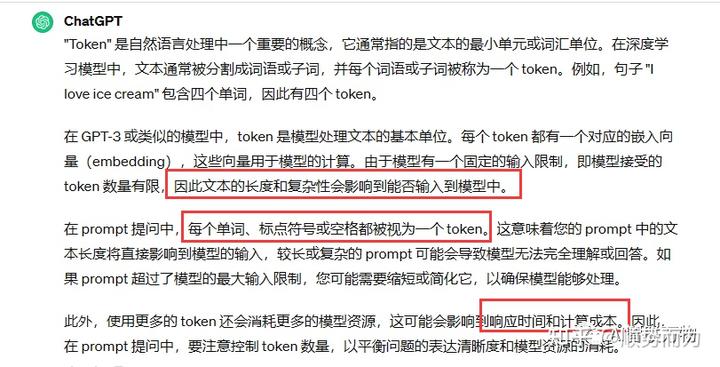 ChatGPT
"Token" 是自然语言处理中一个重要的概念，它通常指的是文本的最小单元或词汇单位。在深度学
习模型中，文本通常被分割成词语或子词，并每个词语或子词被称为一个 token。例如，句子 "I
love ice cream" 包含四个单词，因此有四个 token。
在 GPT-3 或类似的模型中，token 是模型处理文本的基本单位。每个 token 都有一个对应的嵌入向
量（embedding），这些向量用于模型的计算。由于模型有一个固定的输入限制，即模型接受的
token 数量有限，因此文本的长度和复杂性会影响到能否输入到模型中。
在 prompt 提问中，每个单词、标点符号或空格都被视为一个 token。这意味着您的 prompt 中的文
本长度将直接影响到模型的输入，较长或复杂的 prompt 可能会导致模型无法完全理解或回答。如
果 prompt 超过了模型的最大输入限制，您可能需要缩短或简化它，以确保模型能够处理。
此外，使用更多的 token 还会消耗更多的模型资源，这可能会影响到响应时间和计算成本。因此，
在 prompt 提问中，要注意控制 token 数量，以平衡问题的表达清晰度和模型资源的消耗。
知乎 @顺势而为